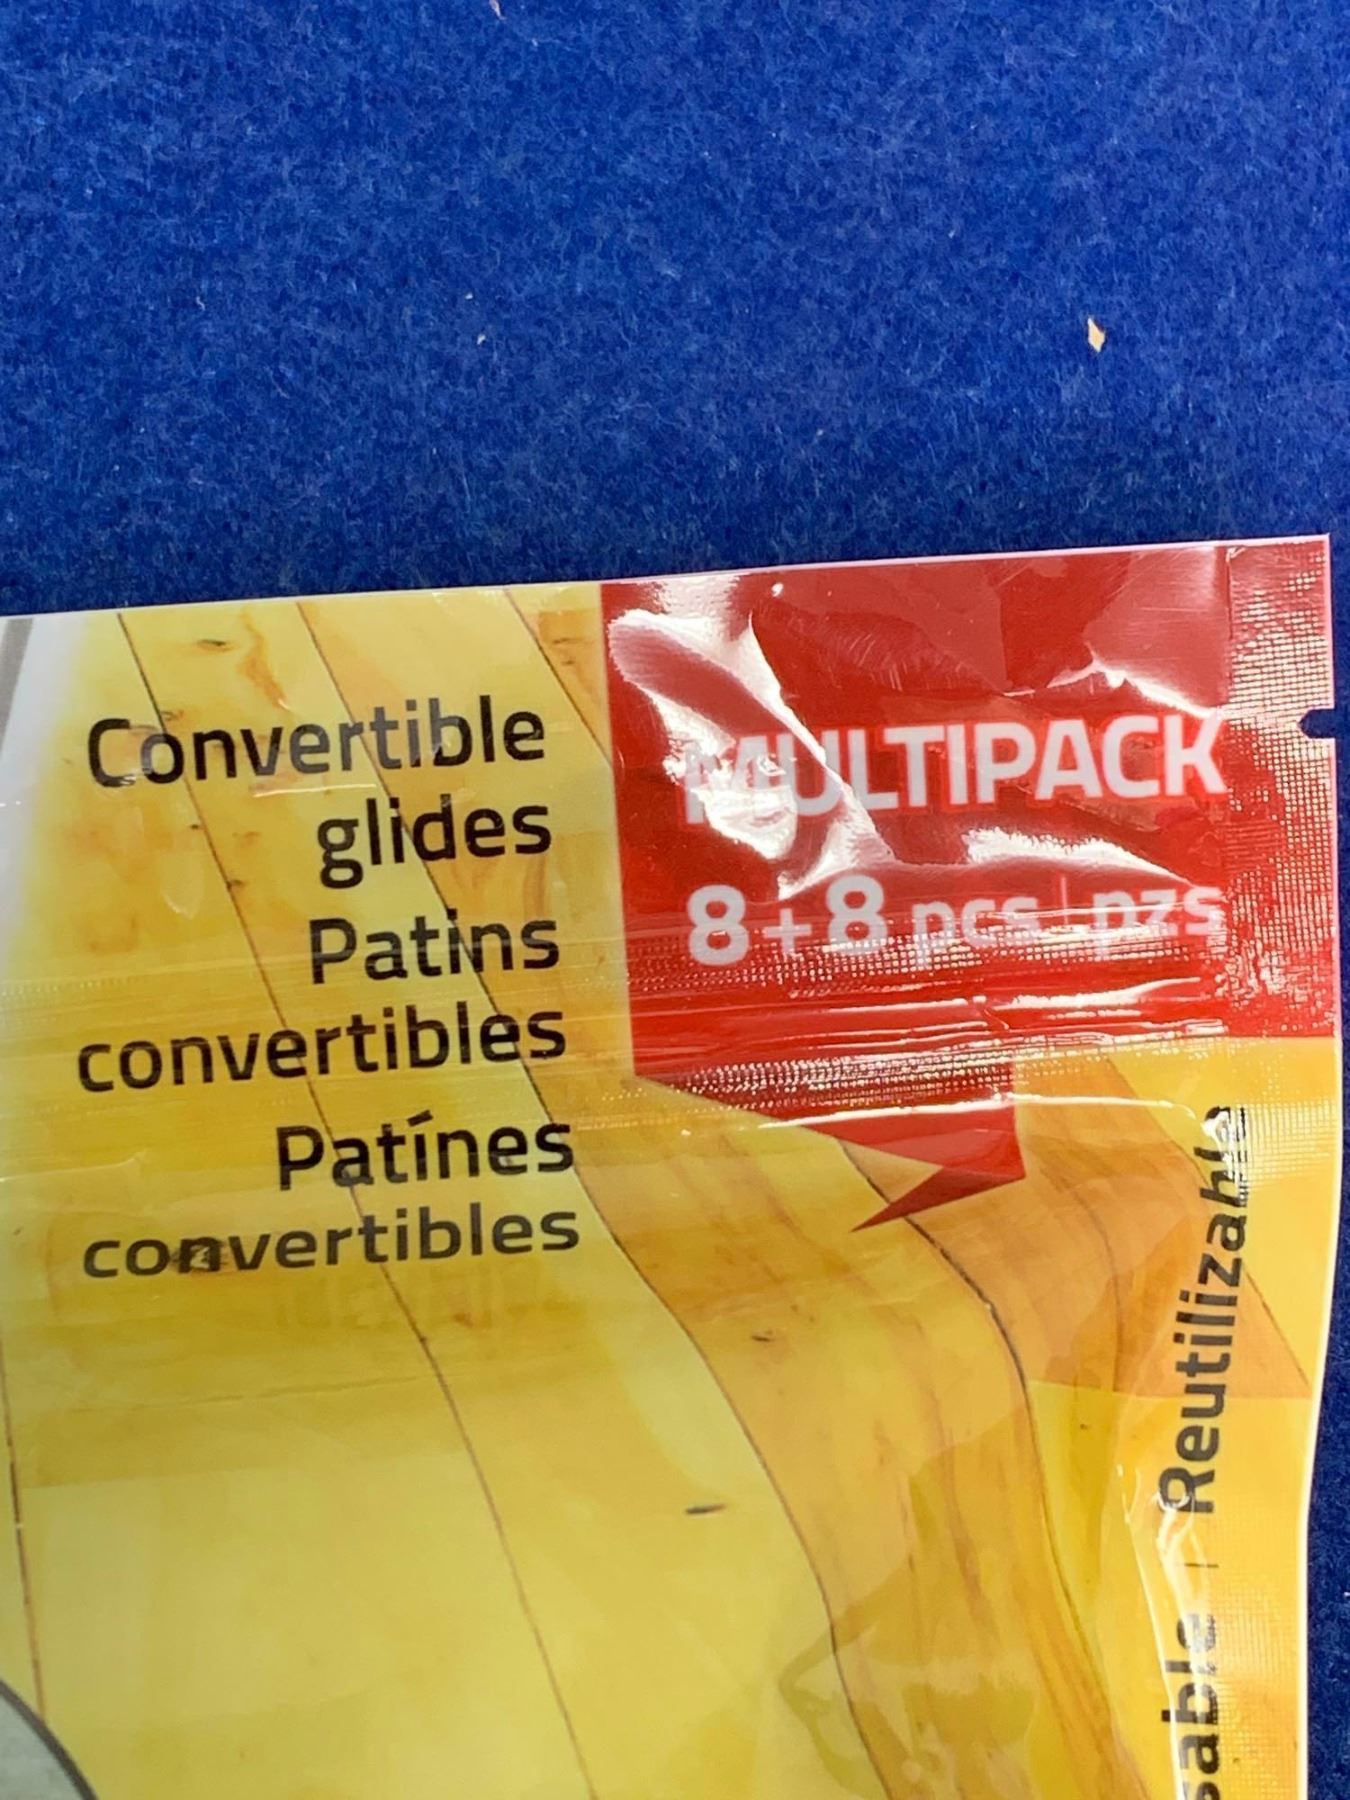 Convertible
glides
Patins
convertibles
Patínes
convertibles
MULTIPACK
8+8 pcs | pzs
| Reutilizable